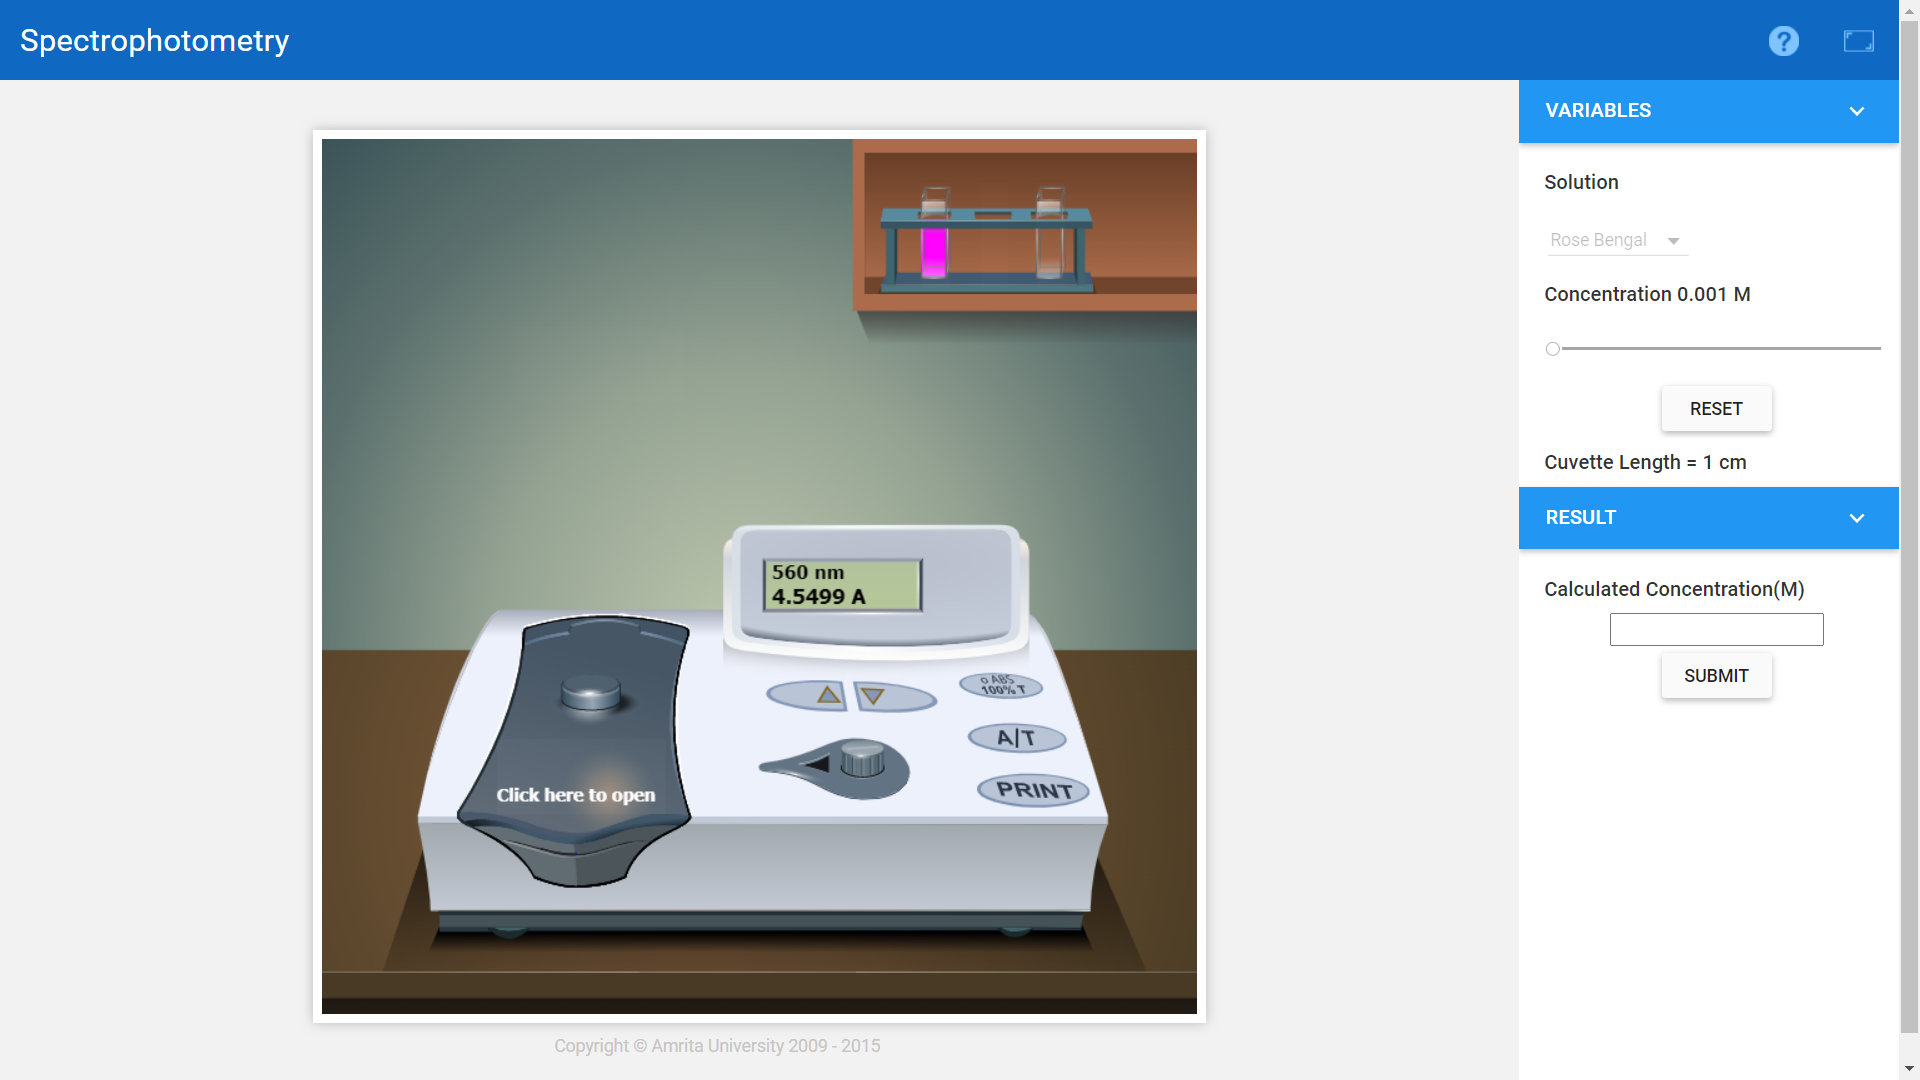 Spectrophotometry
?
VARIABLES
Solution
Rose Bengal
Concentration 0.001 M
RESET
Cuvette Length = 1 cm
RESULT
Calculated Concentration(M)
SUBMIT
560 nm
4.5499 A
o ABS
100% T
A|T
PRINT
Click here to open
Copyright © Amrita University 2009 - 2015